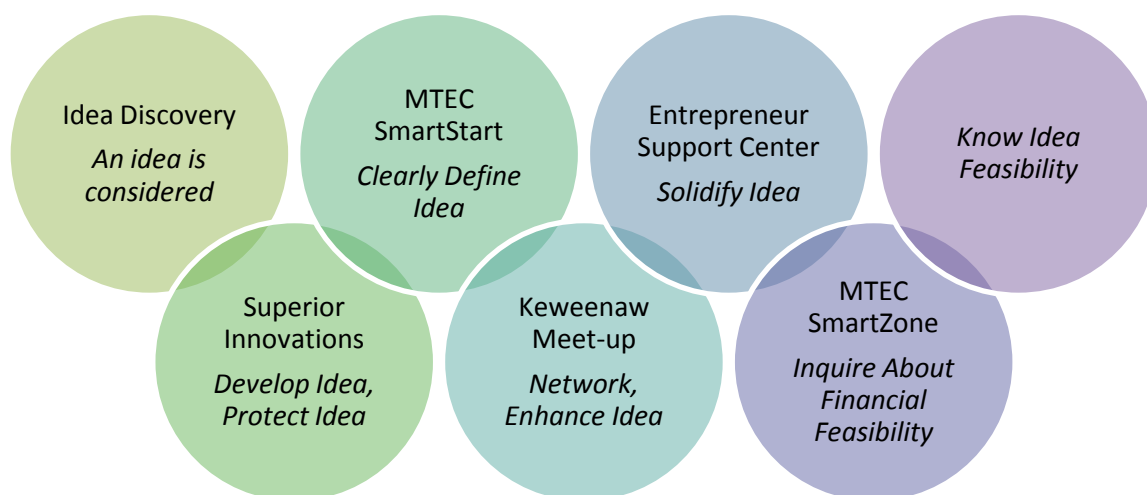 Idea Discovery
An idea is
considered
Superior
Innovations
Develop Idea,
Protect Idea
MTEC
SmartStart
Clearly Define
Idea
Keweenaw
Meet-up
Network,
Enhance Idea
Entrepreneur
Support Center
Solidify Idea
MTEC
SmartZone
Inquire About
Financial
Feasibility
Know Idea
Feasibility